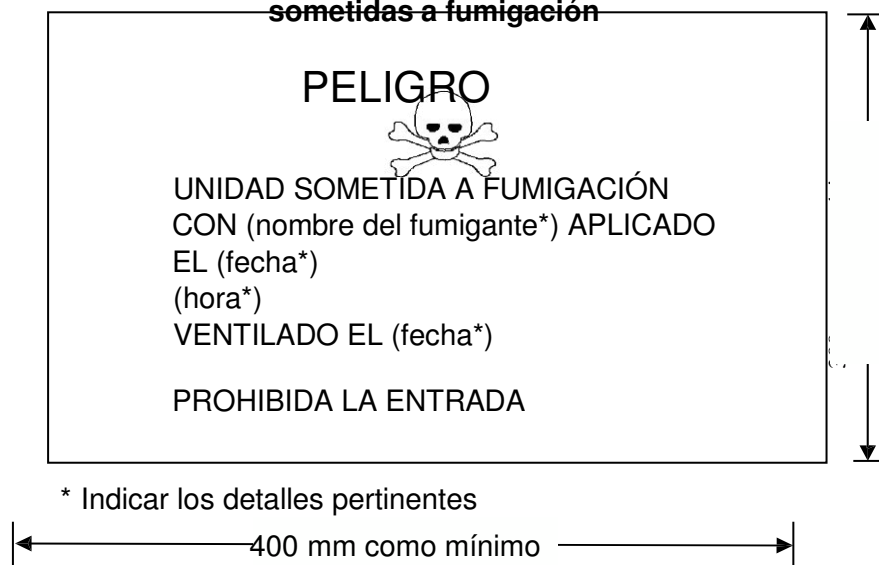 sometidas a fumigación
PELIGRO
UNIDAD SOMETIDA A FUMIGACIÓN
CON (nombre del fumigante*) APLICADO
EL (fecha*)
(hora*)
VENTILADO EL (fecha*)
PROHIBIDA LA ENTRADA
* Indicar los detalles pertinentes
400 mm como mínimo